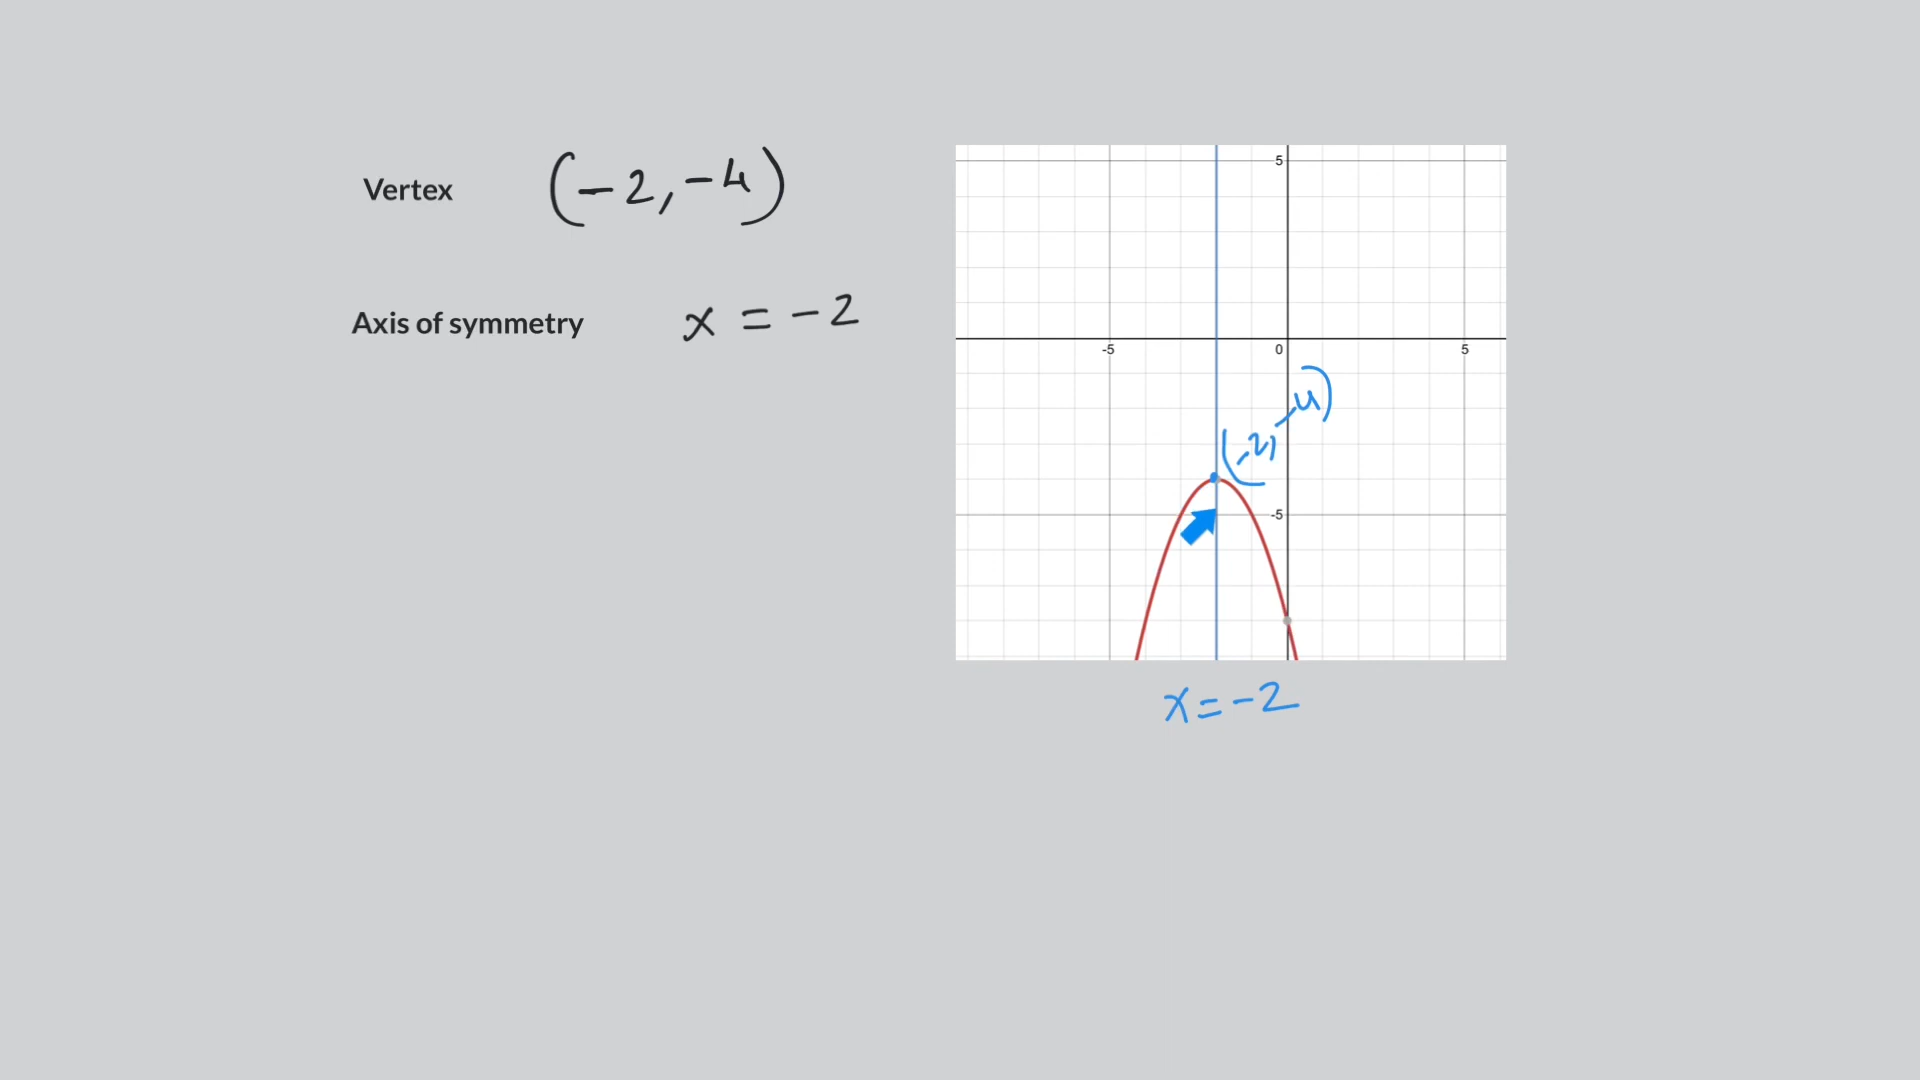 Vertex (-2, -4)
Axis of symmetry x = -2
5
-5 0 5
(-2, -4)
-5
x = -2